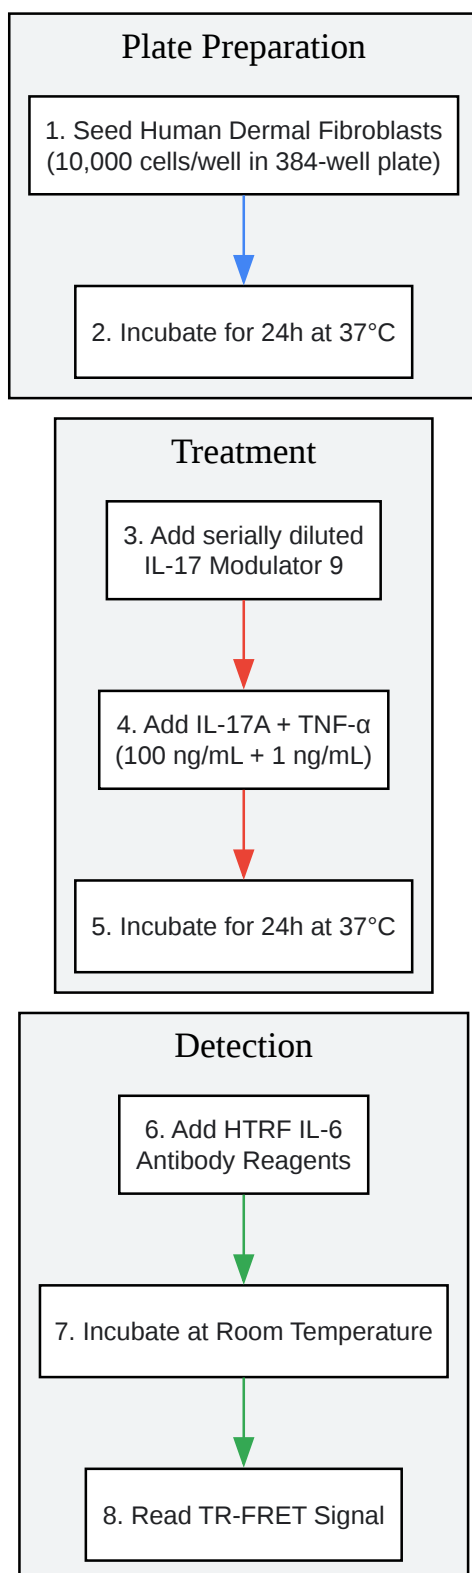 Plate Preparation
1. Seed Human Dermal Fibroblasts
(10,000 cells/well in 384-well plate)
2. Incubate for 24h at 37°C
Treatment
3. Add serially diluted
IL-17 Modulator 9
4. Add IL-17A + TNF-α
(100 ng/mL + 1 ng/mL)
5. Incubate for 24h at 37°C
Detection
6. Add HTRF IL-6
Antibody Reagents
7. Incubate at Room Temperature
8. Read TR-FRET Signal